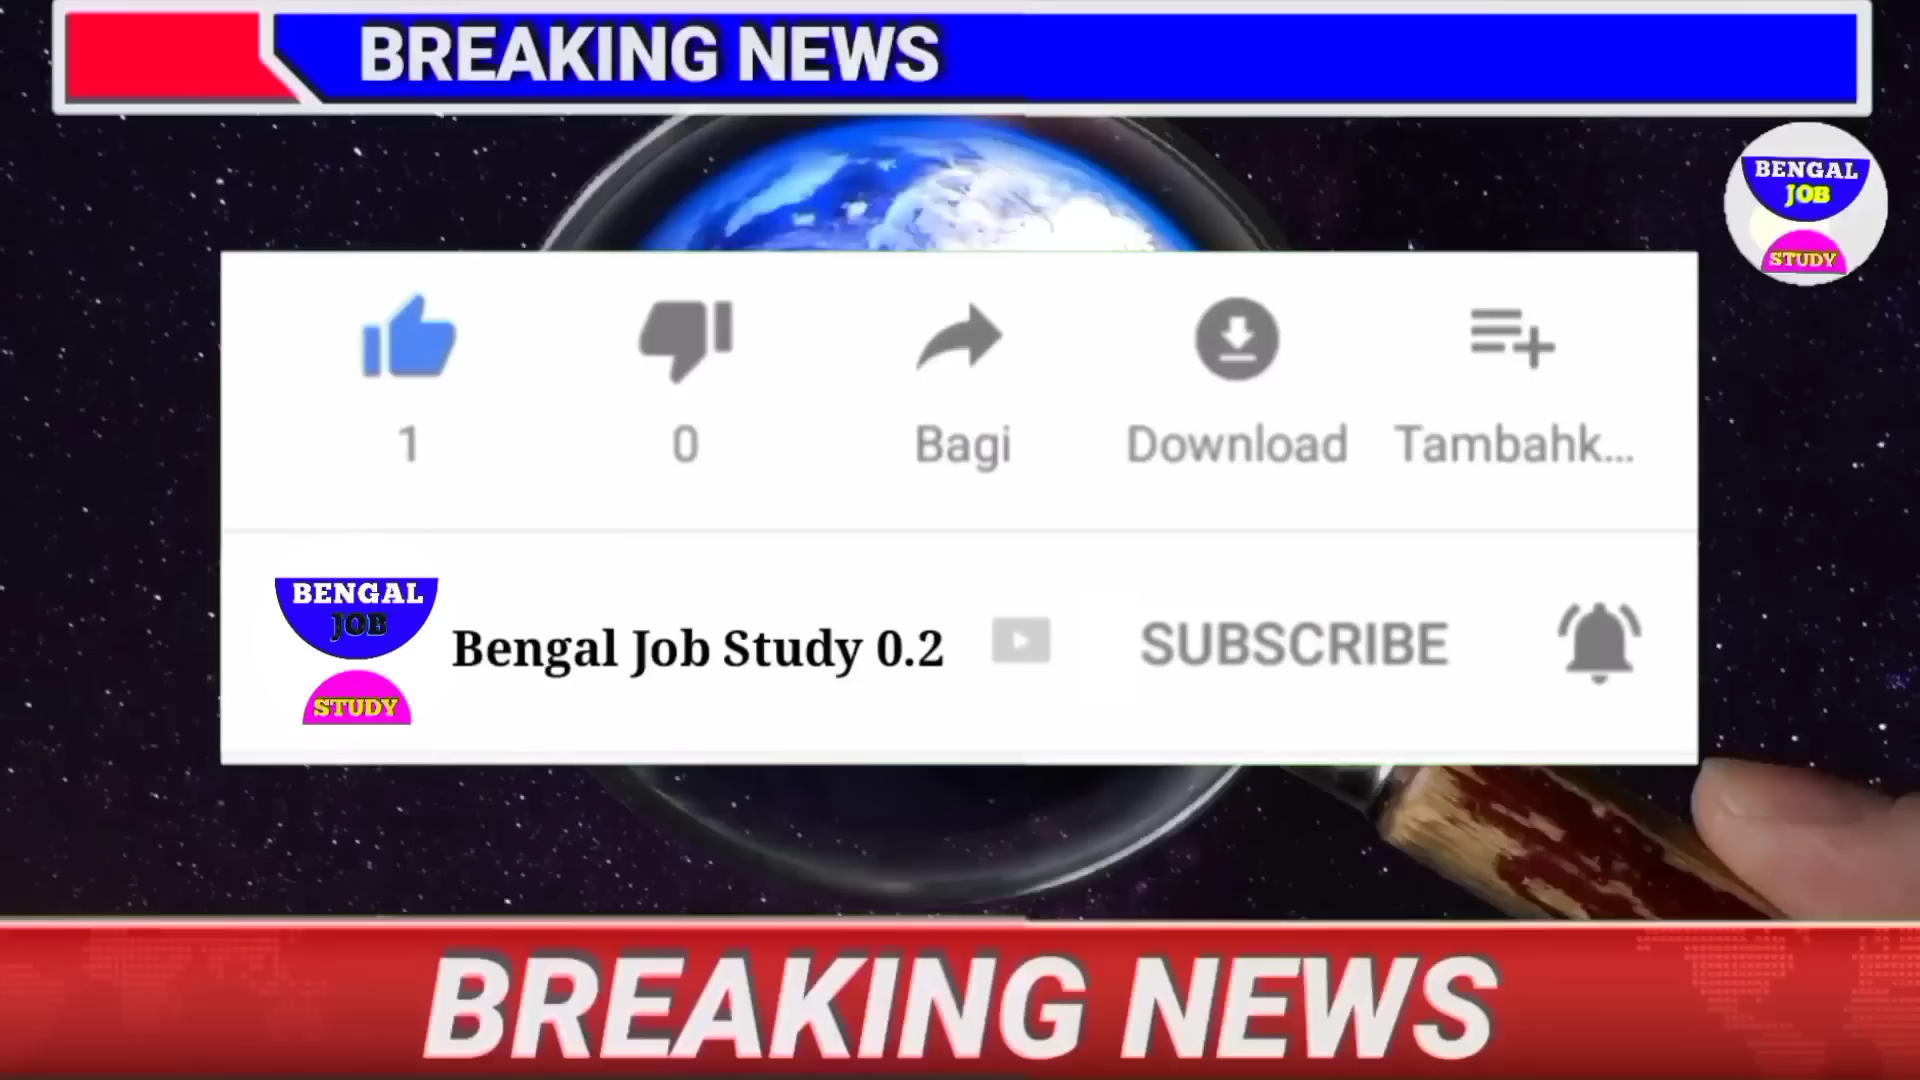 BREAKING NEWS
BENGAL
JOB
STUDY
1
0
Bagi
Download
Tambahk...
BENGAL
JOB
STUDY
Bengal Job Study 0.2
SUBSCRIBE
BREAKING NEWS